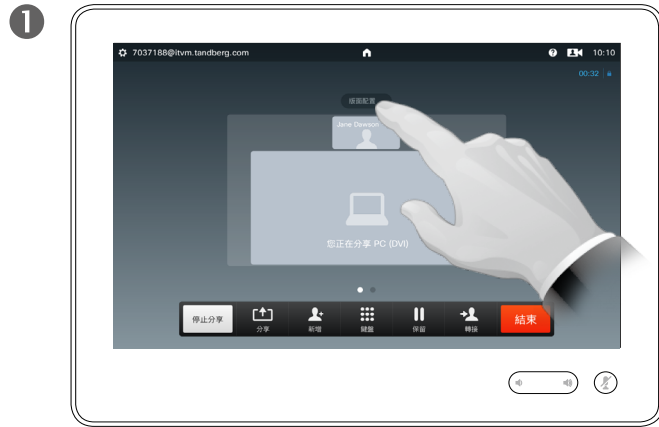 1
7037188@itvm.tandberg.com
10:10
00:32
版面配置
Jane Dawson
您正在分享 PC (DVI)
停止分享
分享
新增
鍵盤
保留
轉接
結束